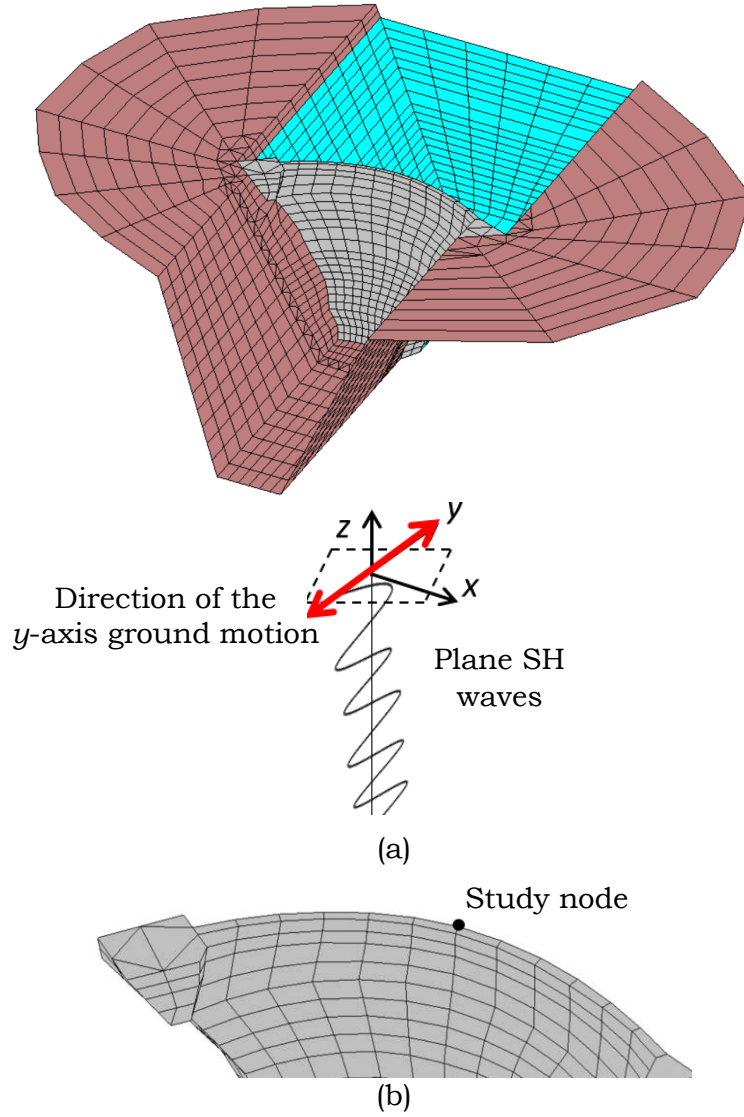 z
y
x
Direction of the
y-axis ground motion
Plane SH
waves
(a)
Study node
(b)